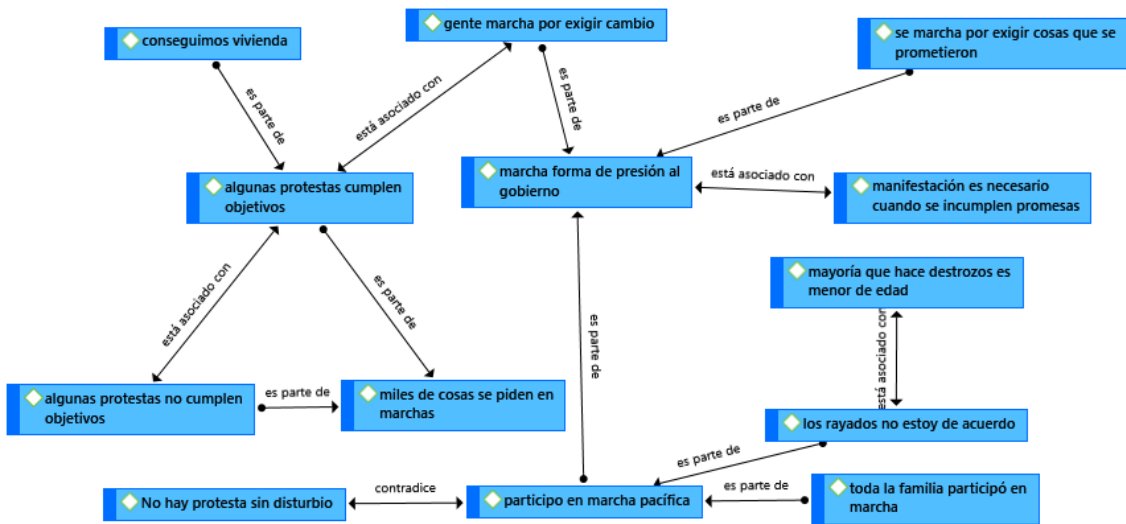 conseguimos vivienda
gente marcha por exigir cambio
se marcha por exigir cosas que se
prometieron
es parte de
está asociado con
es parte de
es parte de
algunas protestas cumplen
objetivos
marcha forma de presión al
gobierno
está asociado con
manifestación es necesario
cuando se incumplen promesas
está asociado con
es parte de
es parte de
mayoría que hace destrozos es
menor de edad
está asociado con
algunas protestas no cumplen
objetivos
es parte de
miles de cosas se piden en
marchas
los rayados no estoy de acuerdo
es parte de
No hay protesta sin disturbio
contradice
participo en marcha pacífica
es parte de
toda la familia participó en
marcha